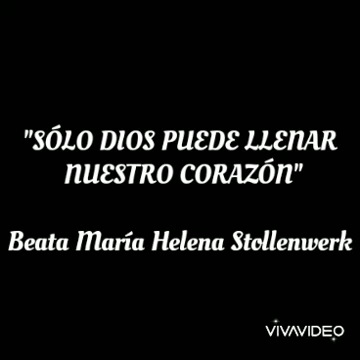 "SÓLO DIOS PUEDE LLENAR
NUESTRO CORAZÓN"
Beata María Helena Stollenwerk
VIVAVIDEO